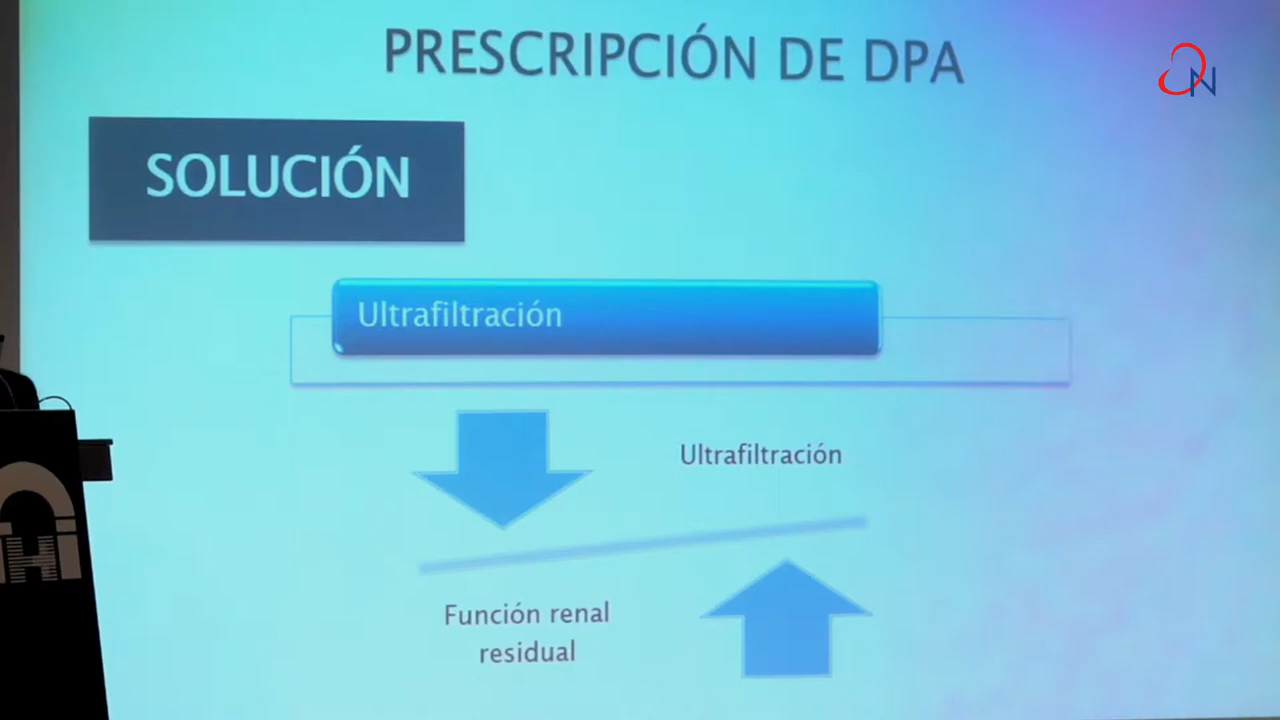 PRESCRIPCIÓN DE DPA
N
SOLUCIÓN
Ultrafiltración
Ultrafiltración
Función renal
residual
H